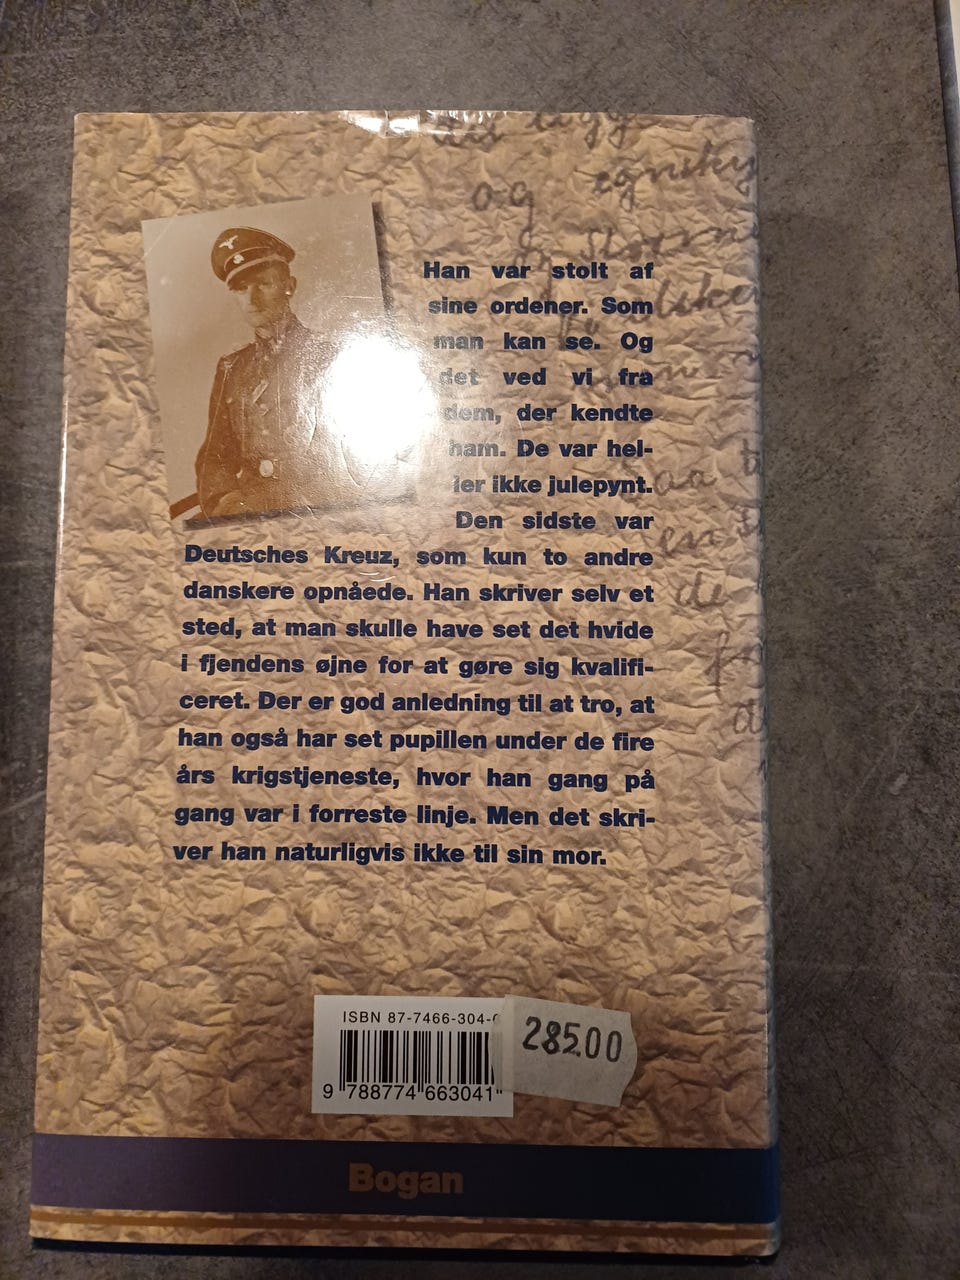 og
Han var stolt af
sine ordener. Som
man kan se. Og
det ved vi fra
dem, der kendte
ham. De var hel-
ler ikke julepynt.
Den sidste var
Deutsches Kreuz, som kun to andre
danskere opnåede. Han skriver selv et
sted, at man skulle have set det hvide
i fjendens øjne for at gøre sig kvalifi-
ceret. Der er god anledning til at tro, at
han også har set pupillen under de fire
års krigstjeneste, hvor han gang på
gang var i forreste linje. Men det skri-
ver han naturligvis ikke til sin mor.
ISBN 87-7466-304-
285.00
9 788774 663041
Bogan